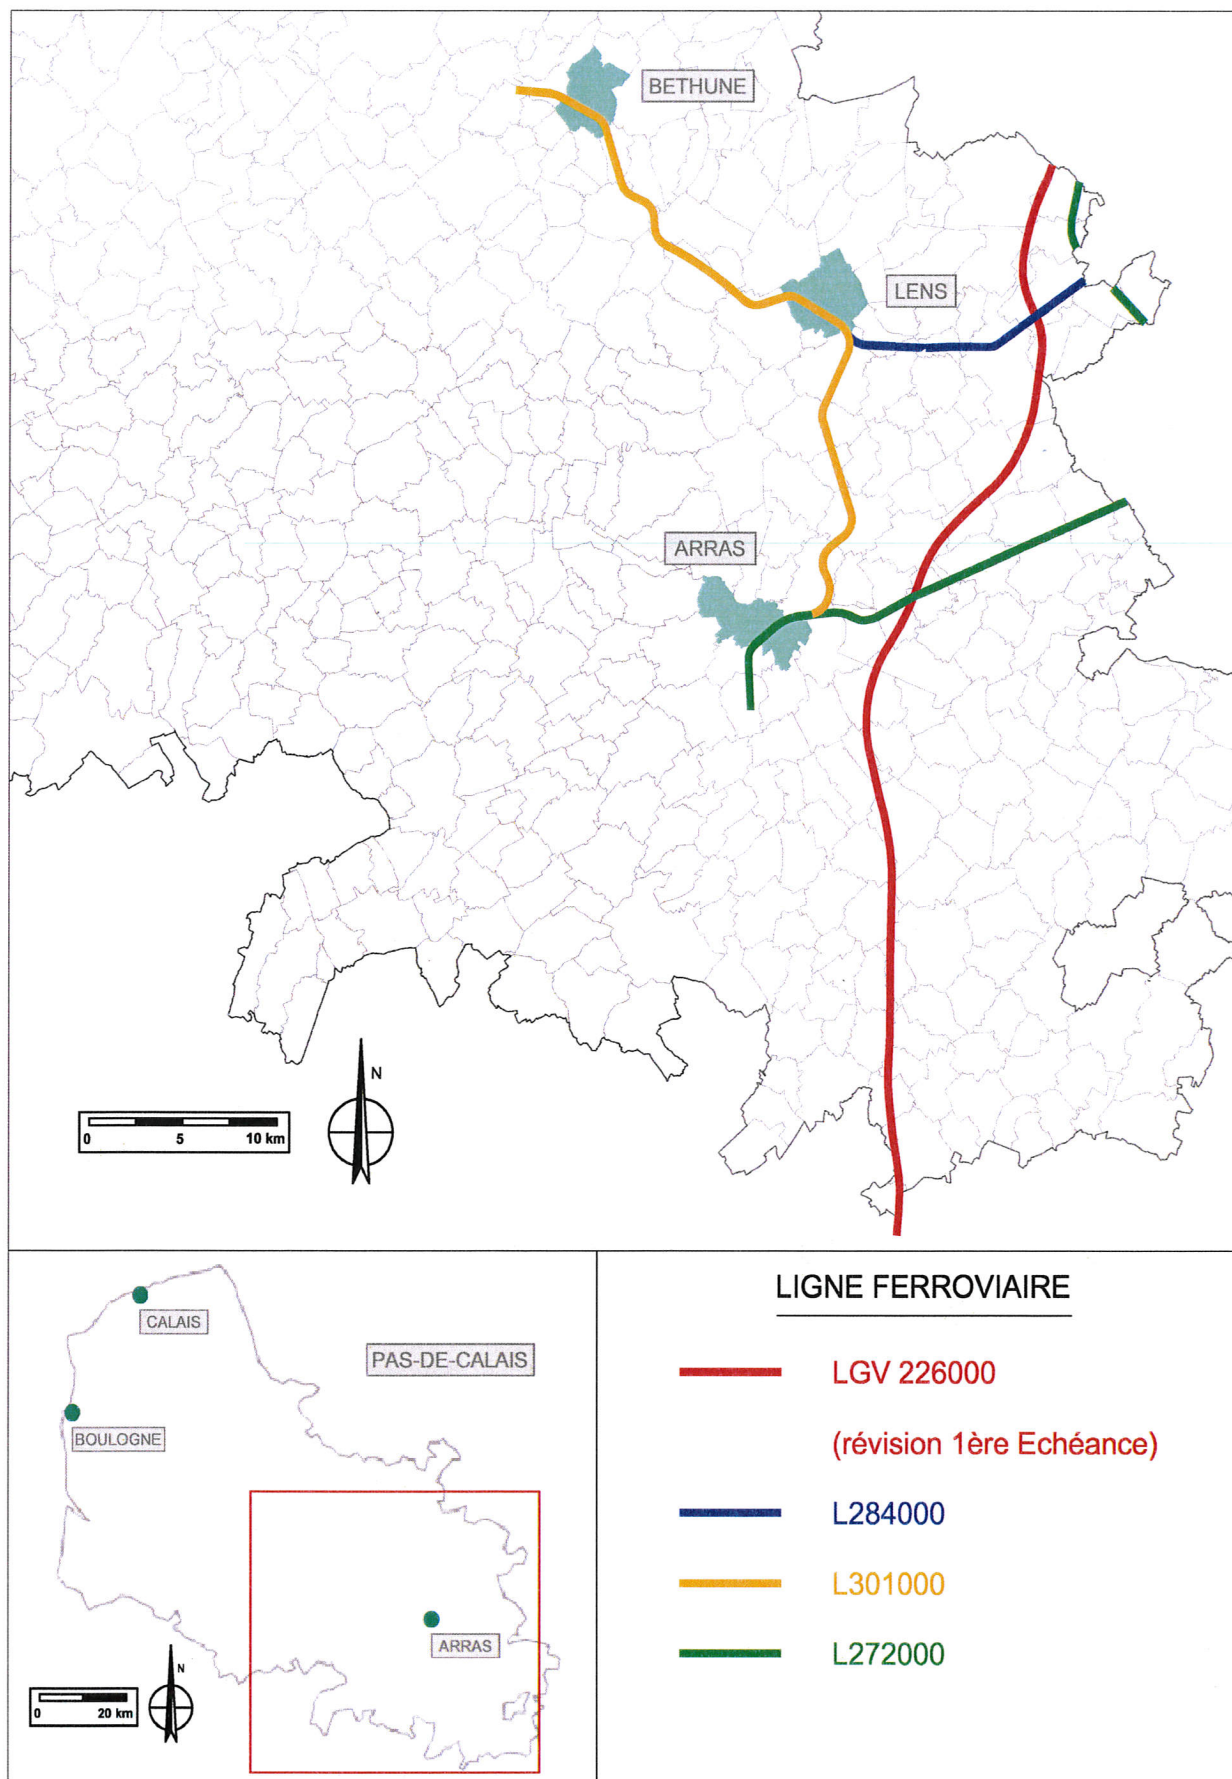 BETHUNE
LENS
ARRAS
N
0 5 10 km
CALAIS
PAS-DE-CALAIS
BOULOGNE
ARRAS
N
0 20 km
LIGNE FERROVIAIRE
LGV 226000
(révision 1ère Echéance)
L284000
L301000
L272000